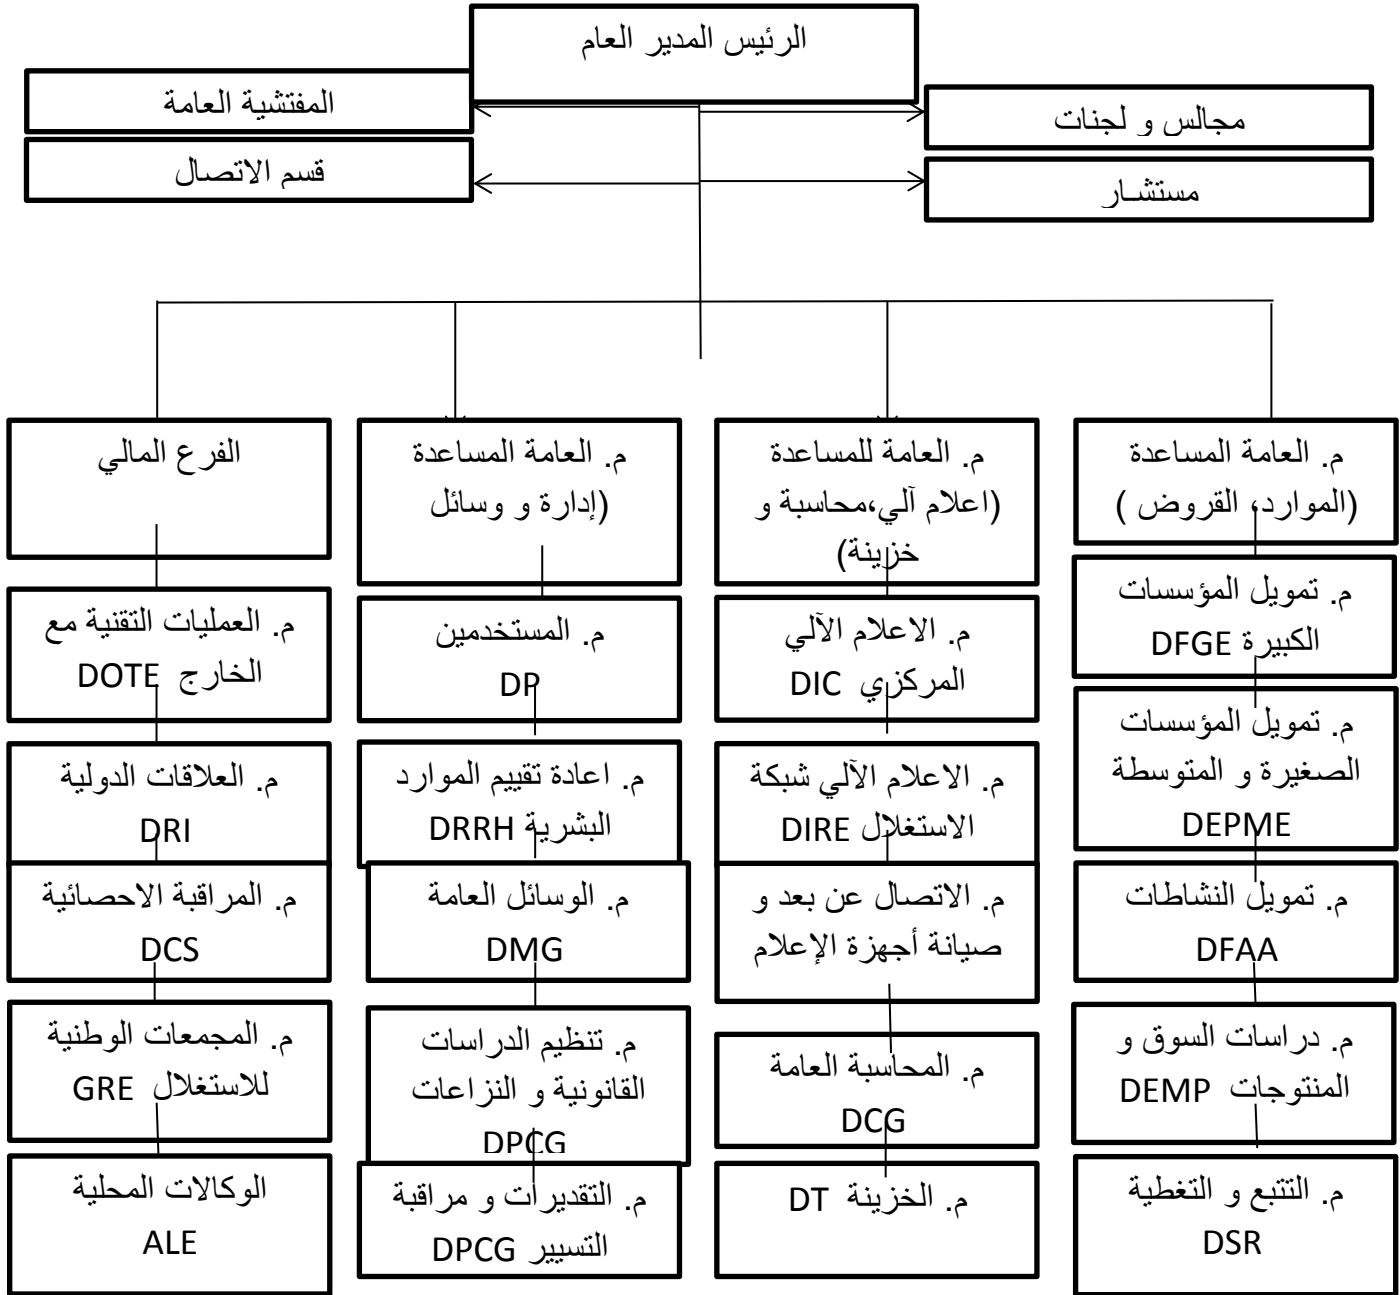 الرئيس المدير العام
المفتشية العامة
مجالس و لجنات
قسم الاتصال
مستشار
م. العامة المساعدة
(الموارد، القروض )
م. تمويل المؤسسات
الكبيرة DFGE
م. تمويل المؤسسات
الصغيرة و المتوسطة
DEPME
م. تمويل النشاطات
DFAA
م. دراسات السوق و
المنتوجات DEMP
م. التتبع و التغطية
DSR
م. العامة للمساعدة
(اعلام آلي،محاسبة و
خزينة)
م. الاعلام الآلي
المركزي DIC
م. الاعلام الآلي شبكة
الاستغلال DIRE
م. الاتصال عن بعد و
صيانة أجهزة الإعلام
م. المحاسبة العامة
DCG
م. الخزينة DT
م. العامة المساعدة
(إدارة و وسائل
م. المستخدمين
DP
م. اعادة تقييم الموارد
البشرية DRRH
م. الوسائل العامة
DMG
م. تنظيم الدراسات
القانونية و النزاعات
DPCG
م. التقديرات و مراقبة
التسيير DPCG
الفرع المالي
م. العمليات التقنية مع
الخارج DOTE
م. العلاقات الدولية
DRI
م. المراقبة الاحصائية
DCS
م. المجمعات الوطنية
للاستغلال GRE
الوكالات المحلية
ALE